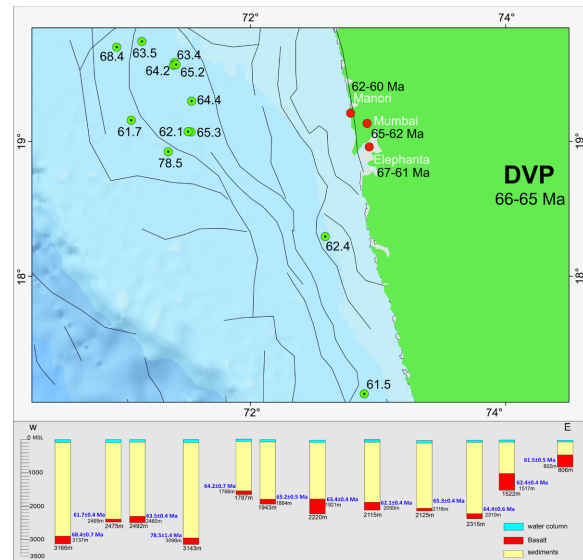 72°
74°
68.4
63.5
63.4
64.2
65.2
64.4
61.7
62.1
65.3
78.5
62.4
61.5
62-60 Ma
Manori
Mumbai
65-62 Ma
Elephanta
67-61 Ma
DVP
66-65 Ma
19°
19°
18°
18°
72°
74°
W
E
0 MSL
1000
2000
3000
3500
68.4±0.7 Ma
3137m
3166m
61.7±0.4 Ma
2469m
2475m
63.5±0.4 Ma
2460m
2492m
78.5±1.4 Ma
3098m
3143m
64.2±0.7 Ma
1766m
1787m
65.2±0.5 Ma
1884m
1943m
63.4±0.4 Ma
1921m
2220m
62.1±0.4 Ma
2090m
2115m
65.3±0.4 Ma
2116m
2125m
64.4±0.6 Ma
2310m
2315m
62.4±0.4 Ma
1517m
1522m
61.5±0.5 Ma
802m
806m
water column
Basalt
sediments